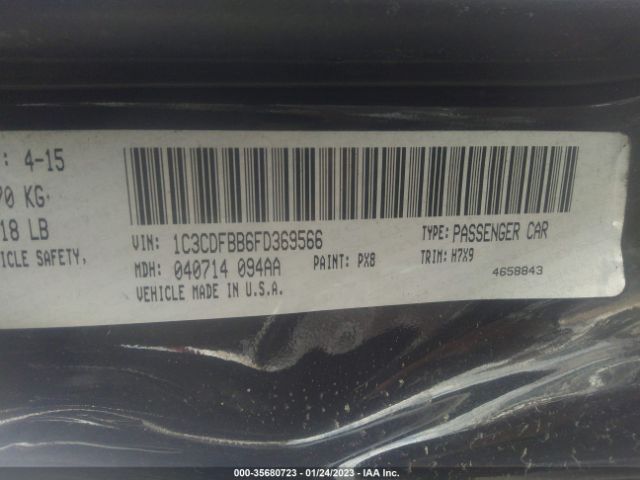 : 4-15
90 KG.
18 LB
ICLE SAFETY,
VIN: 1C3CDFBB6FD369566
TYPE: PASSENGER CAR
MDH: 040714 094AA
PAINT: PX8
TRIM: H7X9
VEHICLE MADE IN U.S.A.
4658843
000-35680723 - 01/24/2023 - IAA Inc.